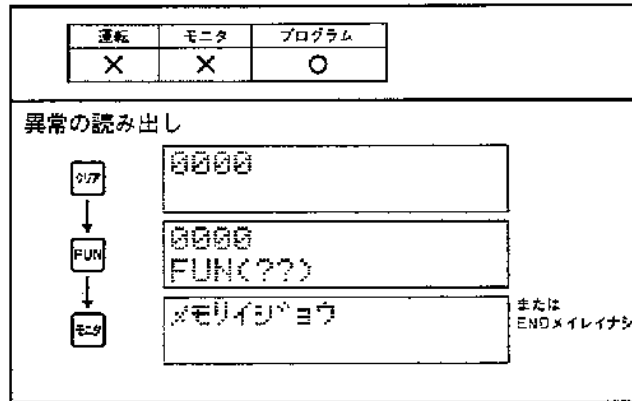 運転 モニタ プログラム
× × ○
異常の読み出し
クリア
0000
FUN
0000
FUN(??)
モニタ
メモリイジョウ
または
ENDメイレイナシ